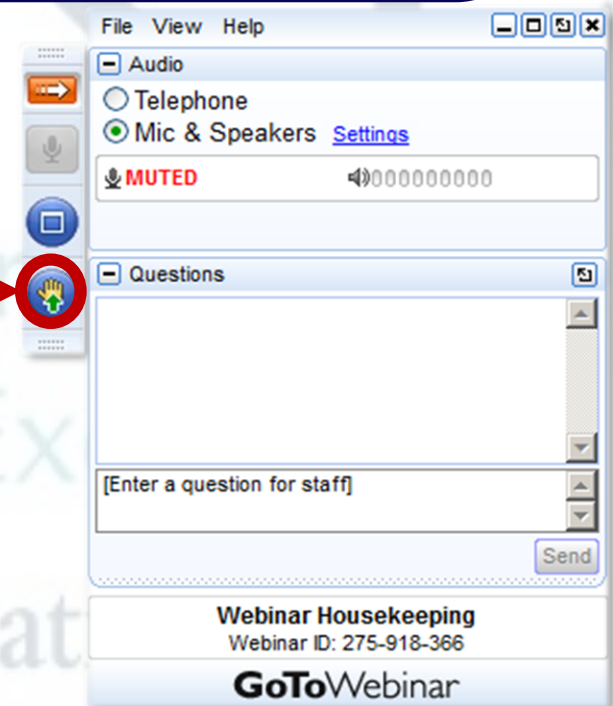 File View Help
Audio
Telephone
Mic & Speakers Settings
MUTED 000000000
Questions
[Enter a question for staff]
Send
Webinar Housekeeping
Webinar ID: 275-918-366
GoToWebinar